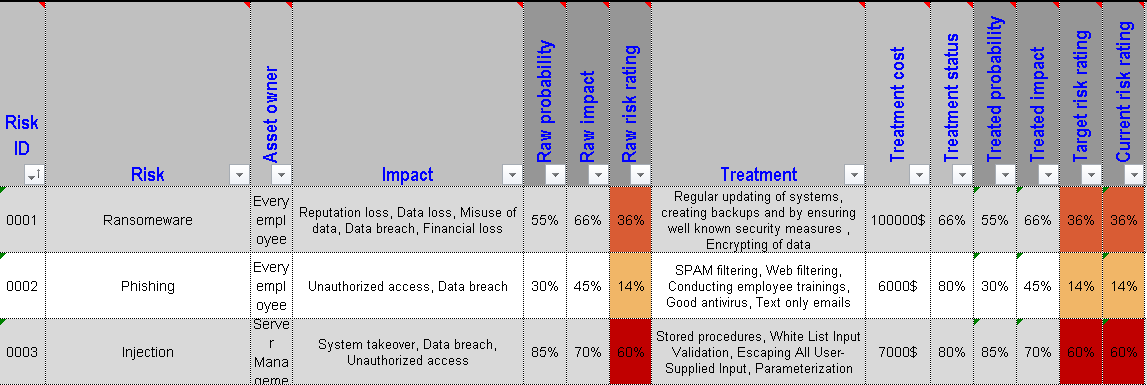 Risk ID
Risk
Asset owner
Impact
Raw probability
Raw impact
Raw risk rating
Treatment
Treatment cost
Treatment status
Treated probability
Treated impact
Target risk rating
Current risk rating
0001
Ransomeware
Every
empl
oyee
Reputation loss, Data loss, Misuse of
data, Data breach, Financial loss
55%
66%
36%
Regular updating of systems,
creating backups and by ensuring
well known security measures ,
Encrypting of data
100000$
66%
55%
66%
36%
36%
0002
Phishing
Every
empl
oyee
Unauthorized access, Data breach
30%
45%
14%
SPAM filtering, Web filtering,
Conducting employee trainings,
Good antivirus, Text only emails
6000$
80%
30%
45%
14%
14%
0003
Injection
Serve
r
Mana
geme
System takeover, Data breach,
Unauthorized access
85%
70%
60%
Stored procedures, White List Input
Validation, Escaping All User-
Supplied Input, Parameterization
7000$
80%
85%
70%
60%
60%